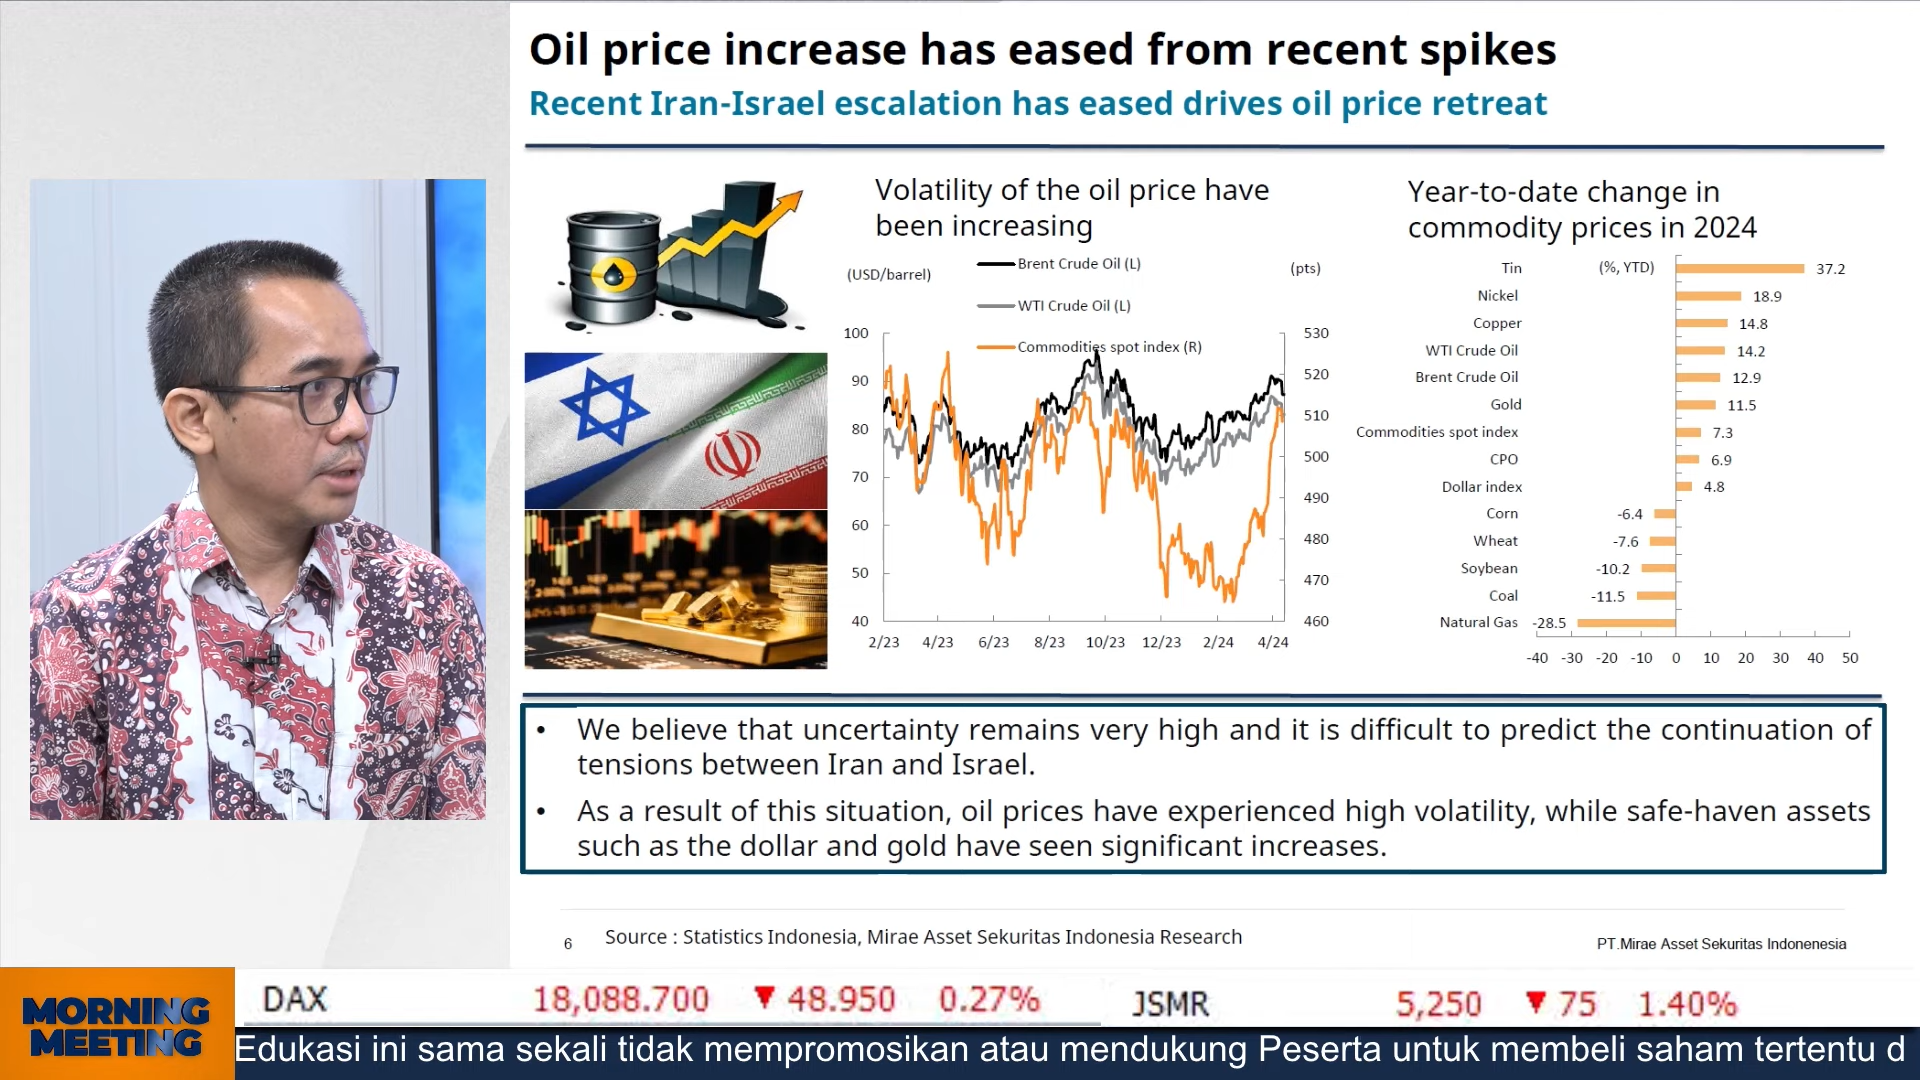 Oil price increase has eased from recent spikes
Recent Iran-Israel escalation has eased drives oil price retreat
Volatility of the oil price have
been increasing
(USD/barrel)
Brent Crude Oil (L)
(pts)
WTI Crude Oil (L)
Commodities spot index (R)
100
90
80
70
60
50
40
530
520
510
500
490
480
470
460
2/23 4/23 6/23 8/23 10/23 12/23 2/24 4/24
Year-to-date change in
commodity prices in 2024
(%, YTD)
Tin 37.2
Nickel 18.9
Copper 14.8
WTI Crude Oil 14.2
Brent Crude Oil 12.9
Gold 11.5
Commodities spot index 7.3
CPO 6.9
Dollar index 4.8
Corn -6.4
Wheat -7.6
Soybean -10.2
Coal -11.5
Natural Gas -28.5
-40 -30 -20 -10 0 10 20 30 40 50
• We believe that uncertainty remains very high and it is difficult to predict the continuation of
tensions between Iran and Israel.
• As a result of this situation, oil prices have experienced high volatility, while safe-haven assets
such as the dollar and gold have seen significant increases.
6 Source : Statistics Indonesia, Mirae Asset Sekuritas Indonesia Research
PT.Mirae Asset Sekuritas Indonenesia
MORNING
MEETING
DAX 18,088.700 ▼ 48.950 0.27% JSMR 5,250 ▼ 75 1.40%
Edukasi ini sama sekali tidak mempromosikan atau mendukung Peserta untuk membeli saham tertentu d